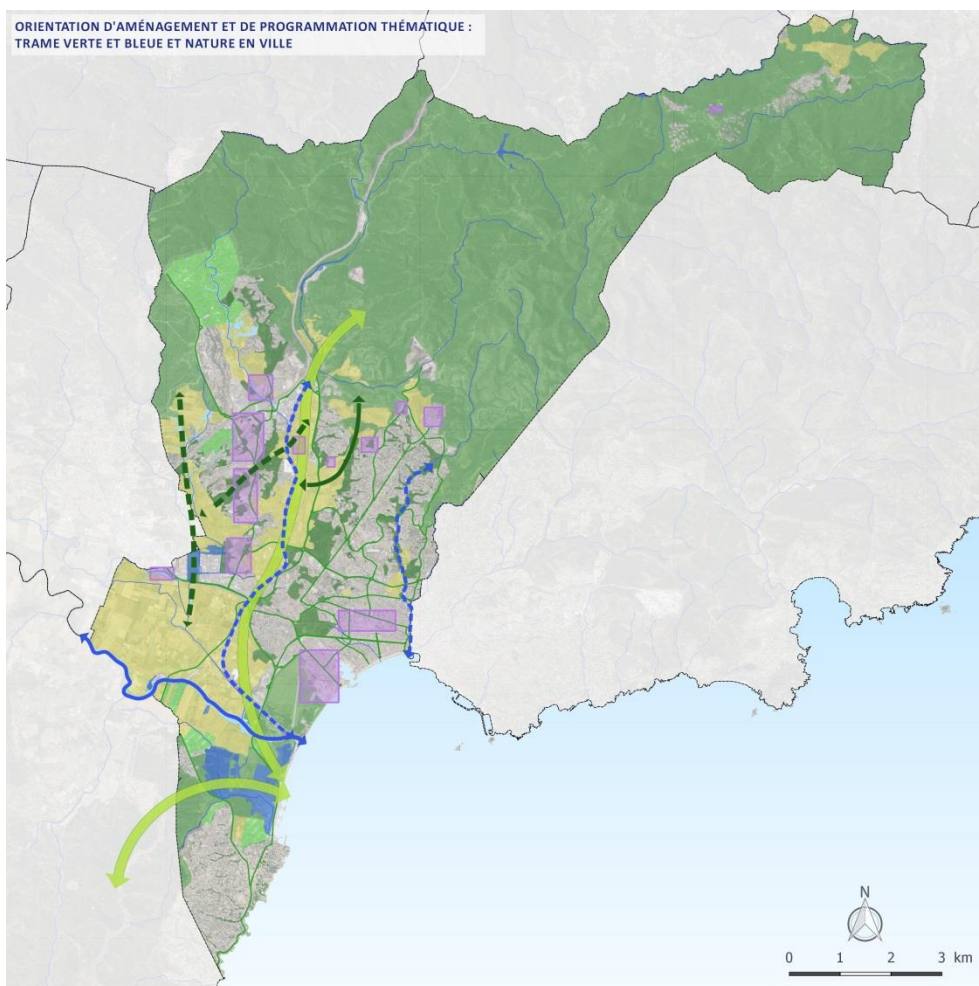 ORIENTATION D'AMÉNAGEMENT ET DE PROGRAMMATION THÉMATIQUE :
TRAME VERTE ET BLEUE ET NATURE EN VILLE
N
0 1 2 3 km